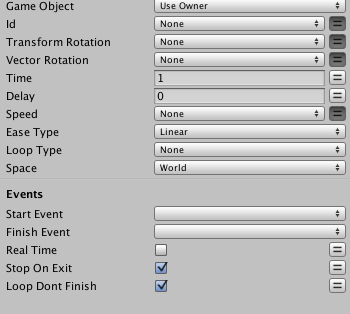 Game Object Use Owner
Id None
Transform Rotation None
Vector Rotation None
Time 1
Delay 0
Speed None
Ease Type Linear
Loop Type None
Space World
Events
Start Event
Finish Event
Real Time
Stop On Exit
Loop Dont Finish